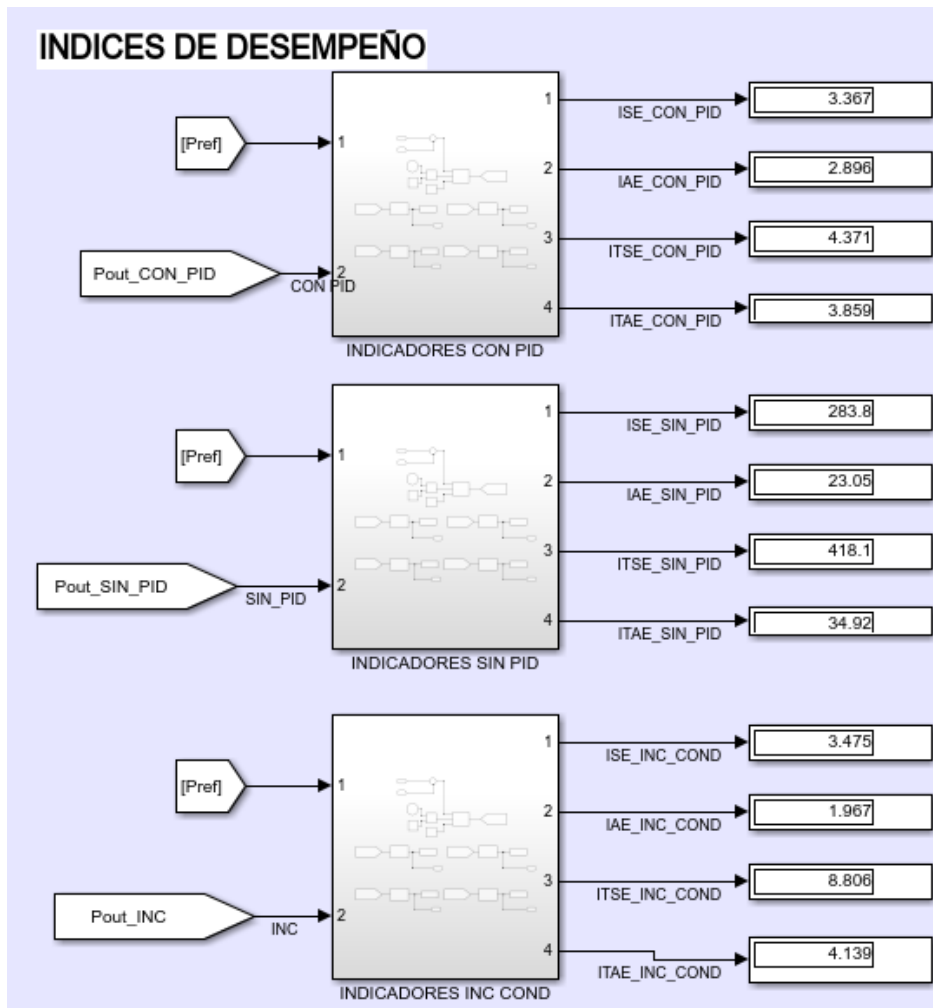 INDICES DE DESEMPEÑO
[Pref]
1
Pout_CON_PID
CON PID
2
1
ISE_CON_PID
3.367
2
IAE_CON_PID
2.896
3
ITSE_CON_PID
4.371
4
ITAE_CON_PID
3.859
INDICADORES CON PID
[Pref]
1
Pout_SIN_PID
SIN_PID
2
1
ISE_SIN_PID
283.8
2
IAE_SIN_PID
23.05
3
ITSE_SIN_PID
418.1
4
ITAE_SIN_PID
34.92
INDICADORES SIN PID
[Pref]
1
Pout_INC
INC
2
1
ISE_INC_COND
3.475
2
IAE_INC_COND
1.967
3
ITSE_INC_COND
8.806
4
ITAE_INC_COND
4.139
INDICADORES INC COND